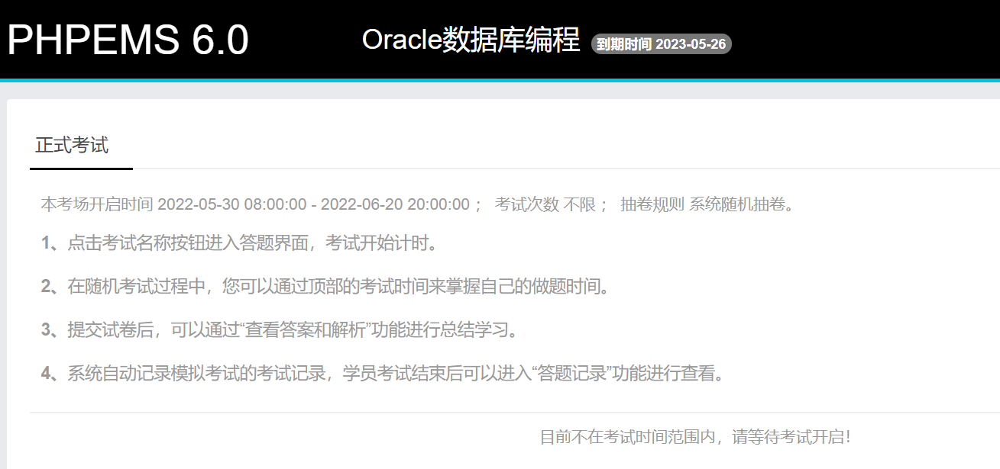 PHPEMS 6.0
Oracle数据库编程 到期时间 2023-05-26
正式考试
本考场开启时间 2022-05-30 08:00:00 - 2022-06-20 20:00:00 ； 考试次数 不限 ； 抽卷规则 系统随机抽卷。
1、点击考试名称按钮进入答题界面，考试开始计时。
2、在随机考试过程中，您可以通过顶部的考试时间来掌握自己的做题时间。
3、提交试卷后，可以通过“查看答案和解析”功能进行总结学习。
4、系统自动记录模拟考试的考试记录，学员考试结束后可以进入“答题记录”功能进行查看。
目前不在考试时间范围内，请等待考试开启！